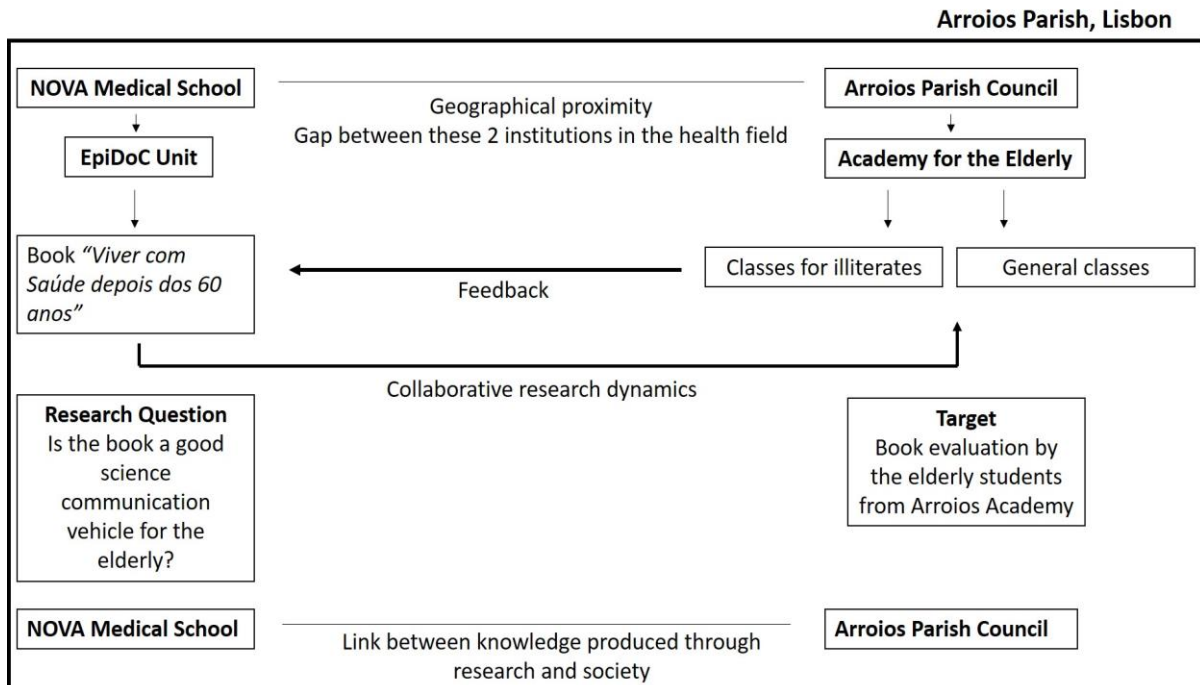 Arroios Parish, Lisbon
NOVA Medical School
Geographical proximity
Gap between these 2 institutions in the health field
Arroios Parish Council
EpiDoC Unit
Academy for the Elderly
Book “Viver com
Saúde depois dos 60
anos”
Feedback
Classes for illiterates
General classes
Collaborative research dynamics
Research Question
Is the book a good
science
communication
vehicle for the
elderly?
Target
Book evaluation by
the elderly students
from Arroios Academy
NOVA Medical School
Link between knowledge produced through
research and society
Arroios Parish Council